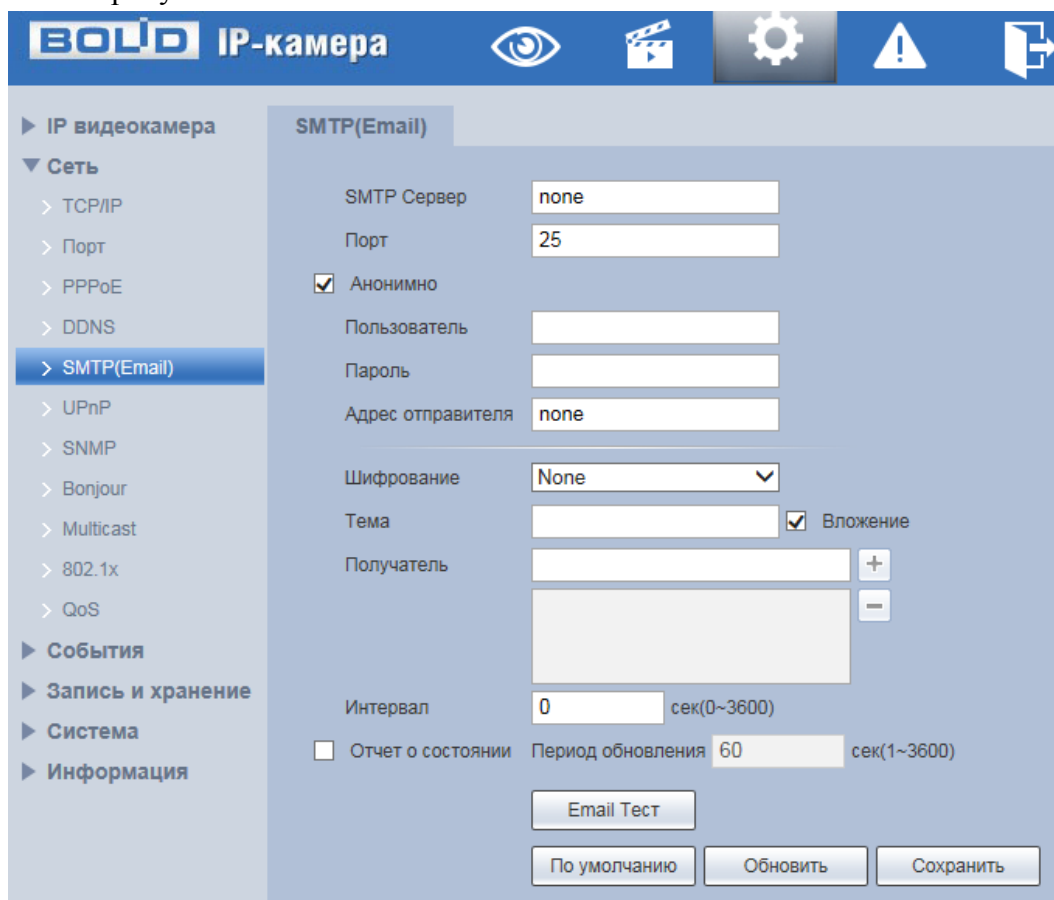 BOLID IP-камера
IP видеокамера
Сеть
TCP/IP
Порт
PPPoE
DDNS
SMTP(Email)
UPnP
SNMP
Bonjour
Multicast
802.1x
QoS
События
Запись и хранение
Система
Информация
SMTP(Email)
SMTP Сервер none
Порт 25
Анонимно
Пользователь
Пароль
Адрес отправителя none
Шифрование None
Тема Вложение
Получатель
Интервал 0 сек(0~3600)
Отчет о состоянии Период обновления 60 сек(1~3600)
Email Тест
По умолчанию Обновить Сохранить